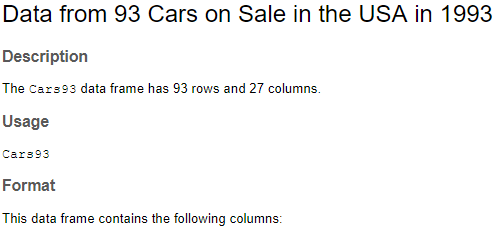 Data from 93 Cars on Sale in the USA in 1993
Description
The Cars93 data frame has 93 rows and 27 columns.
Usage
Cars93
Format
This data frame contains the following columns: